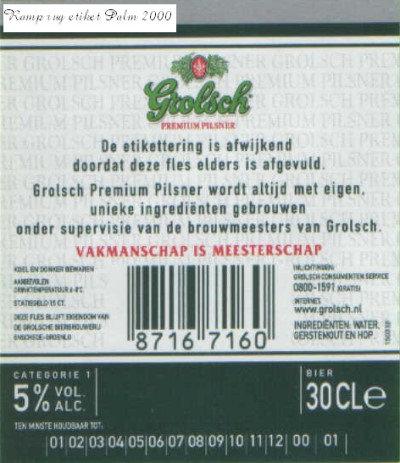 Ramp rug etiket Palm 2000
Grolsch
PREMIUM PILSNER
De etikettering is afwijkend
doordat deze fles elders is afgevuld.
Grolsch Premium Pilsner wordt altijd met eigen,
unieke ingrediënten gebrouwen
onder supervisie van de brouwmeesters van Grolsch.
VAKMANSCHAP IS MEESTERSCHAP
KOEL EN DONKER BEWAREN
AANBEVOLEN
DRINKTEMPERATUUR 6-8°C
STATIEGELD 15 CT.
DEZE FLES BLIJFT EIGENDOM VAN
DE GROLSCHE BIERBROUWERIJ
ENSCHEDE-GROENLO
8716 7160
INLICHTINGEN:
GROLSCH CONSUMENTEN SERVICE
0800-1591 (GRATIS)
INTERNET:
www.grolsch.nl
INGREDIËNTEN: WATER,
GERSTEMOUT EN HOP.
CATEGORIE 1
5% VOL.
ALC.
BIER
30 CL e
TEN MINSTE HOUDBAAR TOT:
01 02 03 04 05 06 07 08 09 10 11 12 00 01